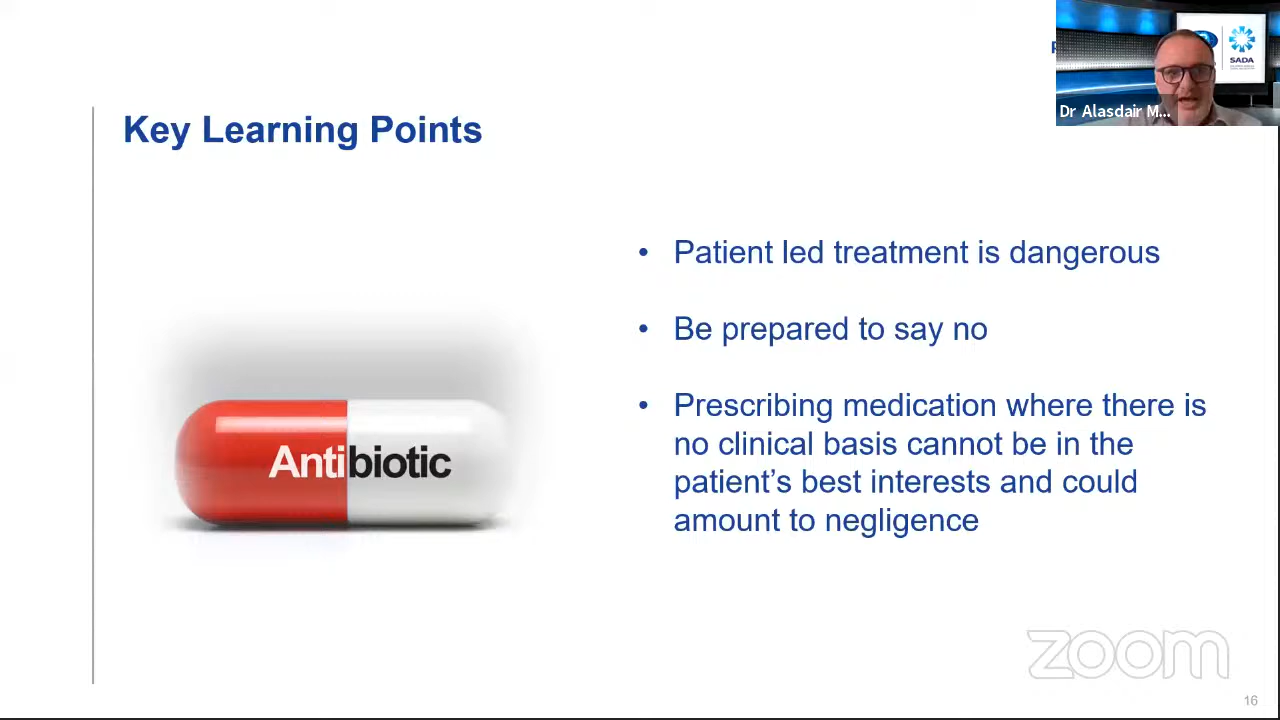 SADA
Dr Alasdair M...
Key Learning Points
• Patient led treatment is dangerous
• Be prepared to say no
• Prescribing medication where there is
no clinical basis cannot be in the
patient’s best interests and could
amount to negligence
Antibiotic
zoom
16